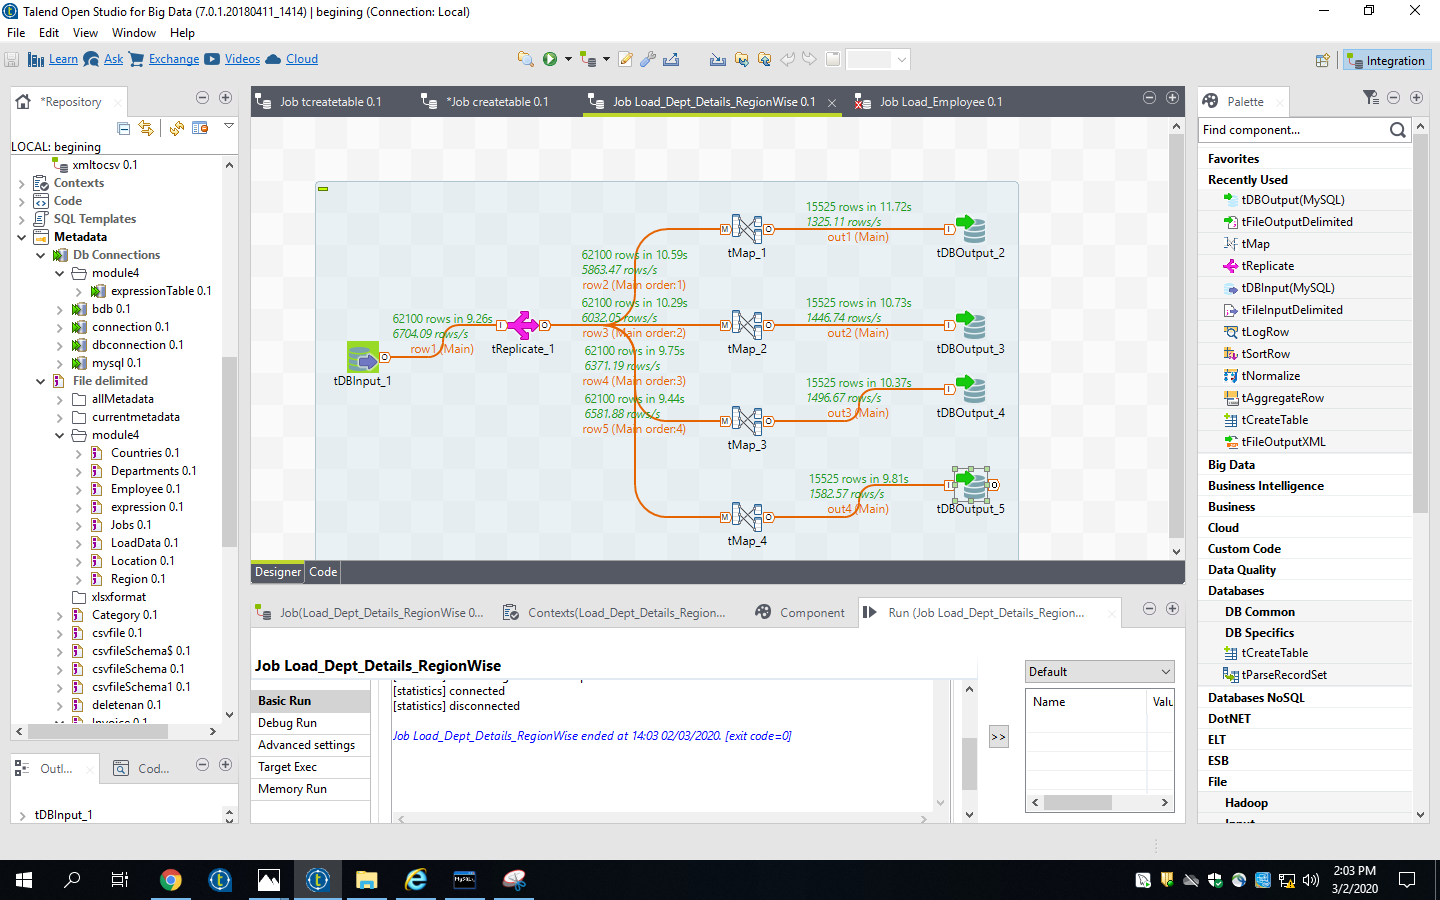 Talend Open Studio for Big Data (7.0.1.20180411_1414) | begining (Connection: Local)
File Edit View Window Help
Learn Ask Exchange Videos Cloud
Integration
*Repository
LOCAL: begining
xmltocsv 0.1
Contexts
Code
SQL Templates
Metadata
Db Connections
module4
expressionTable 0.1
bdb 0.1
connection 0.1
dbconnection 0.1
mysql 0.1
File delimited
allMetadata
currentmetadata
module4
Countries 0.1
Departments 0.1
Employee 0.1
expression 0.1
Jobs 0.1
LoadData 0.1
Location 0.1
Region 0.1
xlsxformat
Category 0.1
csvfile 0.1
csvfileSchema$ 0.1
csvfileSchema 0.1
csvfileSchema1 0.1
deletenan 0.1
Invoice 0.1
Outl...
Cod...
tDBInput_1
Job tcreatetable 0.1
*Job createtable 0.1
Job Load_Dept_Details_RegionWise 0.1
Job Load_Employee 0.1
62100 rows in 9.26s
6704.09 rows/s
row1 (Main)
tDBInput_1
tReplicate_1
62100 rows in 10.59s
5863.47 rows/s
row2 (Main order:1)
62100 rows in 10.29s
6032.05 rows/s
row3 (Main order:2)
62100 rows in 9.75s
6371.19 rows/s
row4 (Main order:3)
62100 rows in 9.44s
6581.88 rows/s
row5 (Main order:4)
tMap_1
15525 rows in 11.72s
1325.11 rows/s
out1 (Main)
tDBOutput_2
tMap_2
15525 rows in 10.73s
1446.74 rows/s
out2 (Main)
tDBOutput_3
tMap_3
15525 rows in 10.37s
1496.67 rows/s
out3 (Main)
tDBOutput_4
tMap_4
15525 rows in 9.81s
1582.57 rows/s
out4 (Main)
tDBOutput_5
Designer Code
Job(Load_Dept_Details_RegionWise 0...
Contexts(Load_Dept_Details_Region...
Component
Run (Job Load_Dept_Details_Region...
Job Load_Dept_Details_RegionWise
Basic Run
Debug Run
Advanced settings
Target Exec
Memory Run
[statistics] connected
[statistics] disconnected
Job Load_Dept_Details_RegionWise ended at 14:03 02/03/2020. [exit code=0]
>>
Default
Name Valu
Palette
Find component...
Favorites
Recently Used
tDBOutput(MySQL)
tFileOutputDelimited
tMap
tReplicate
tDBInput(MySQL)
tFileInputDelimited
tLogRow
tSortRow
tNormalize
tAggregateRow
tCreateTable
tFileOutputXML
Big Data
Business Intelligence
Business
Cloud
Custom Code
Data Quality
Databases
DB Common
DB Specifics
tCreateTable
tParseRecordSet
Databases NoSQL
DotNET
ELT
ESB
File
Hadoop
Input
2:03 PM
3/2/2020